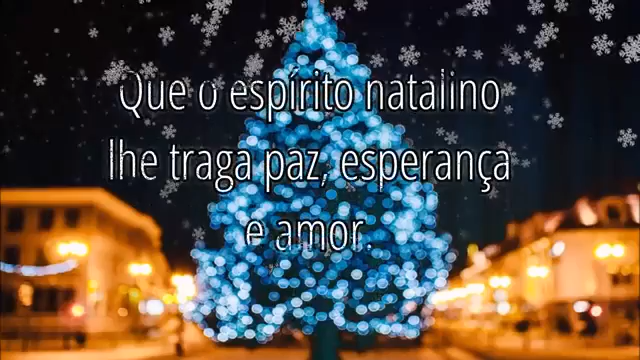 Que o espírito natalino
lhe traga paz, esperança
e amor.